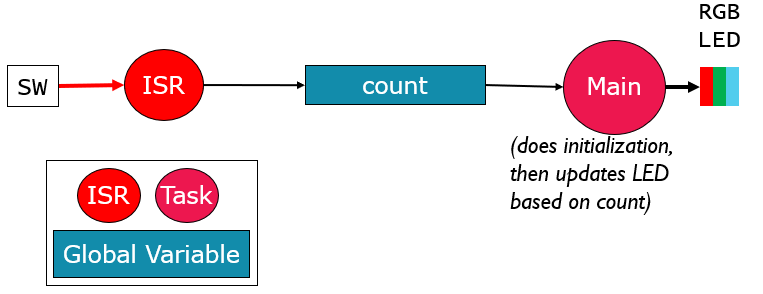 RGB
LED
SW
ISR
count
Main
(does initialization,
then updates LED
based on count)
ISR
Task
Global Variable